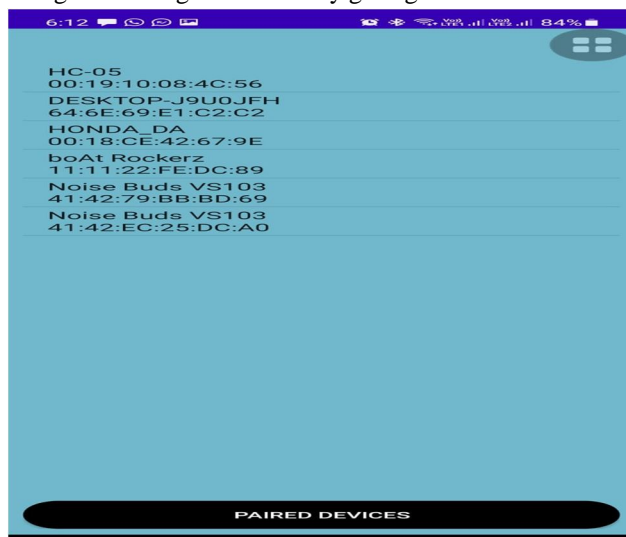 6:12 84%
HC-05
00:19:10:08:4C:56
DESKTOP-J9U0JFH
64:6E:69:E1:C2:C2
HONDA_DA
00:18:CE:42:67:9E
boAt Rockerz
11:11:22:FE:DC:89
Noise Buds VS103
41:42:79:BB:BD:69
Noise Buds VS103
41:42:EC:25:DC:A0
PAIRED DEVICES